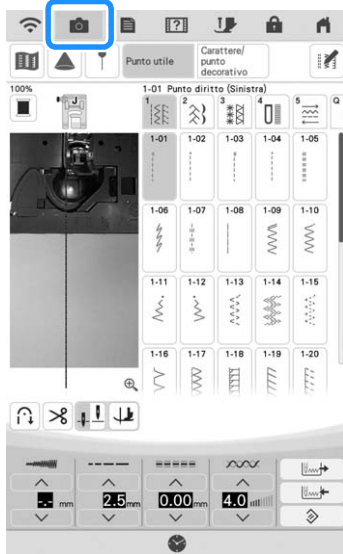 Punto utile
Carattere/
punto
decorativo
100%
1-01 Punto diritto (Sinistra)
J
1 2 3 4 5 Q
1-01 1-02 1-03 1-04 1-05
1-06 1-07 1-08 1-09 1-10
1-11 1-12 1-13 1-14 1-15
1-16 1-17 1-18 1-19 1-20
-.- mm 2.5 mm 0.00 mm 4.0